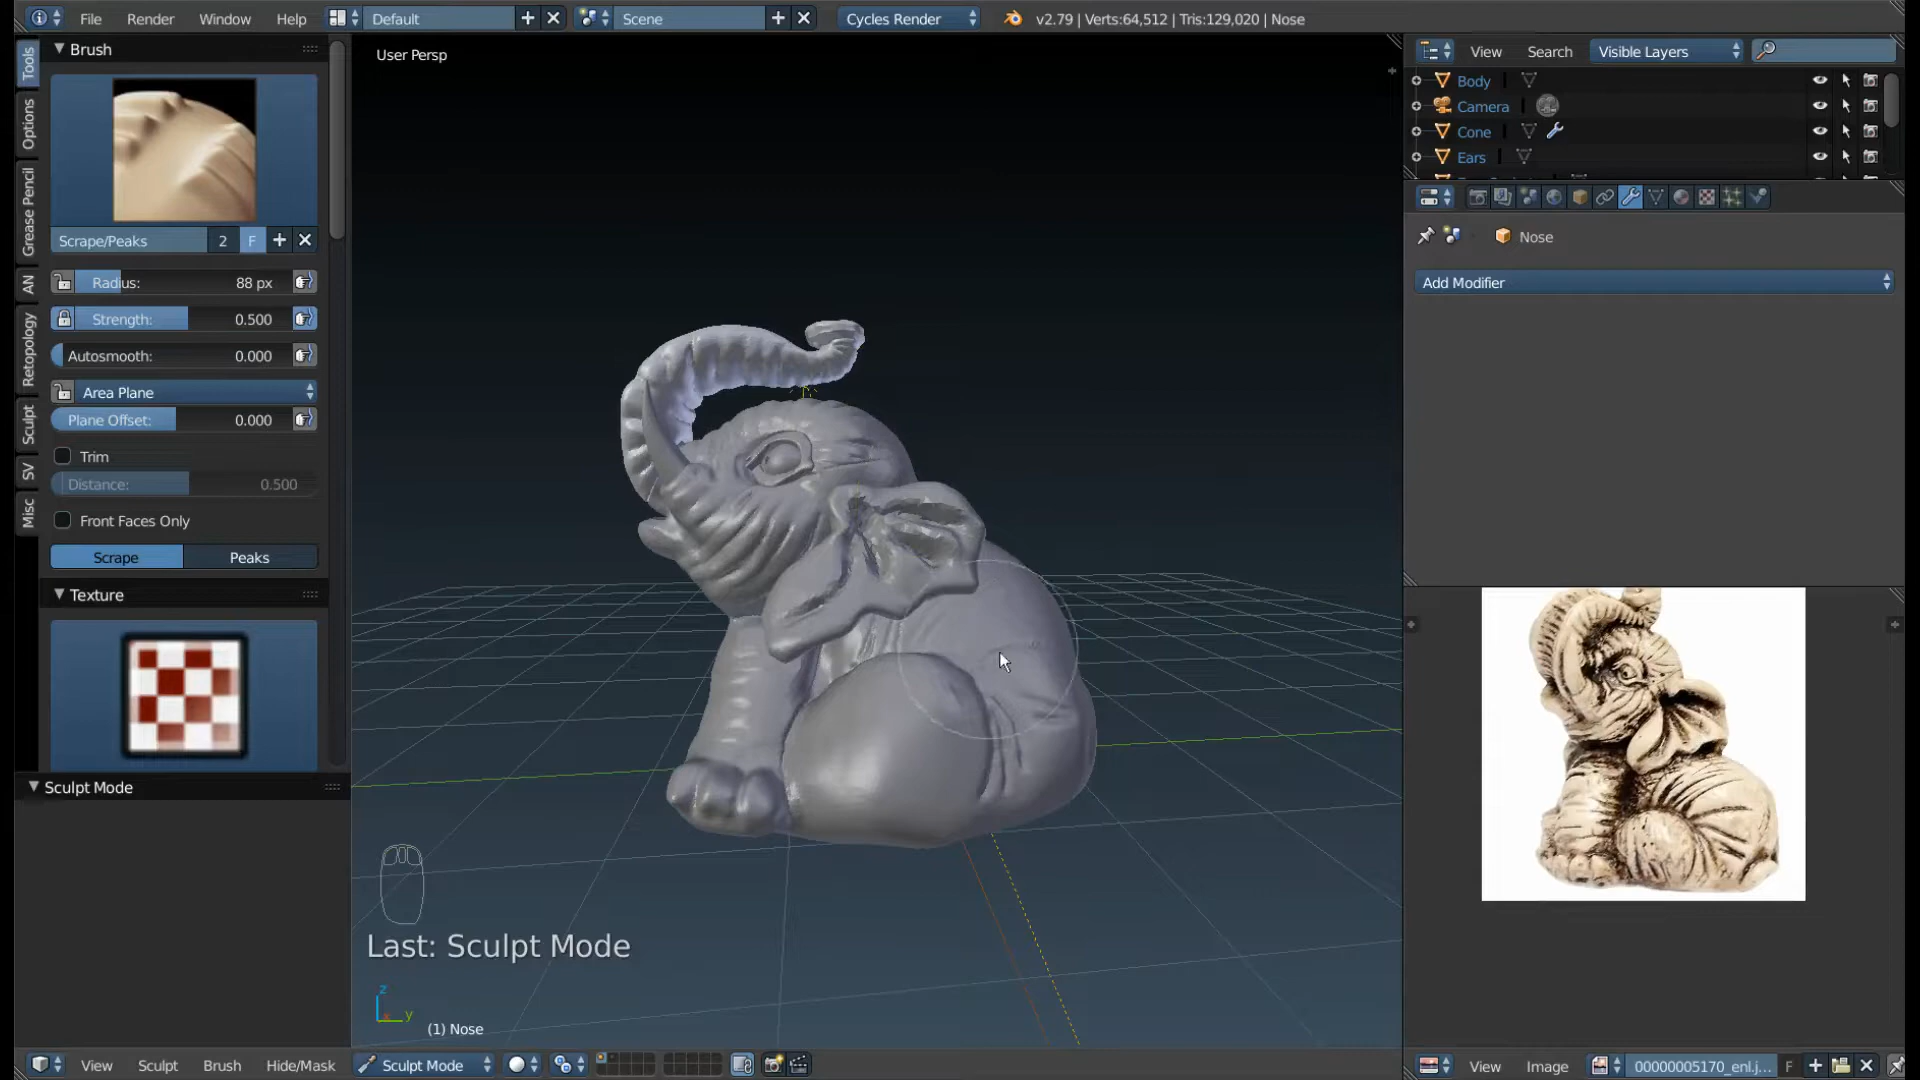 File Render Window Help Default Scene Cycles Render v2.79 | Verts:64,512 | Tris:129,020 | Nose
Tools
Options
Grease Pencil
AN
Retopology
Sculpt
SV
Misc
Brush
Scrape/Peaks 2 F
Radius: 88 px
Strength: 0.500
Autosmooth: 0.000
Area Plane
Plane Offset: 0.000
Trim
Distance: 0.500
Front Faces Only
Scrape Peaks
Texture
Sculpt Mode
User Persp
Last: Sculpt Mode
z
x y
(1) Nose
View Sculpt Brush Hide/Mask Sculpt Mode
View Search Visible Layers
Body
Camera
Cone
Ears
Nose
Add Modifier
View Image 00000005170_enl.j... F